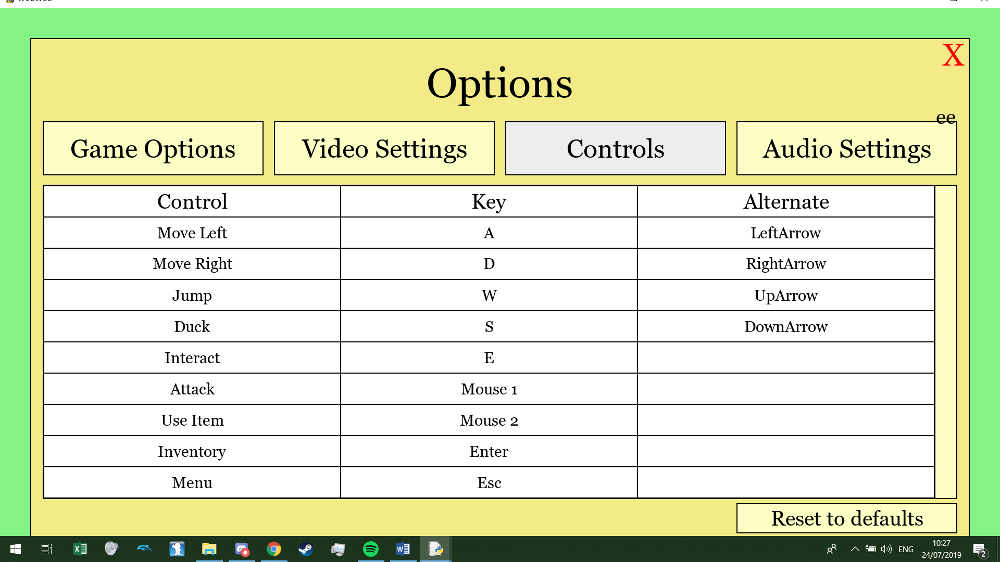 X
Options
ee
Game Options Video Settings Controls Audio Settings
Control Key Alternate
Move Left A LeftArrow
Move Right D RightArrow
Jump W UpArrow
Duck S DownArrow
Interact E
Attack Mouse 1
Use Item Mouse 2
Inventory Enter
Menu Esc
Reset to defaults
ENG
10:27
24/07/2019
2